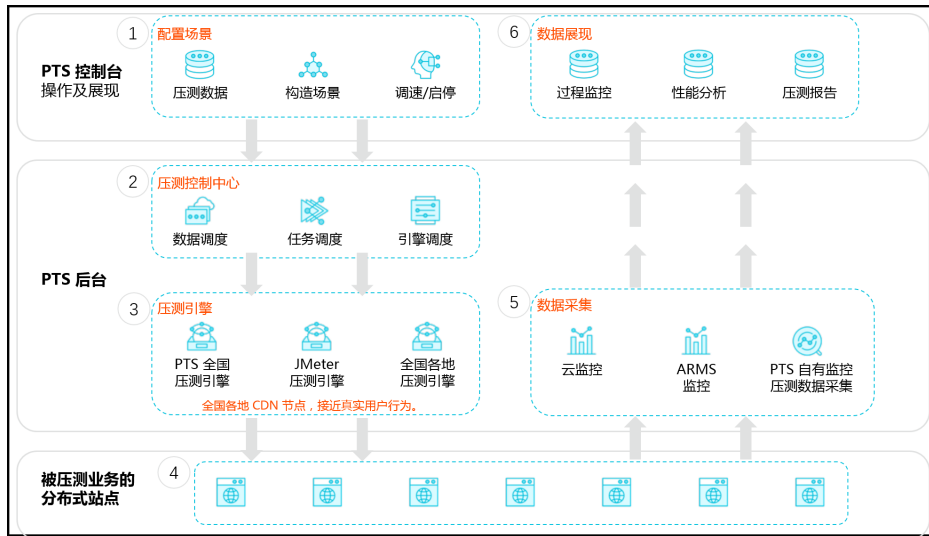 PTS 控制台
操作及展现
1
配置场景
压测数据
构造场景
调速/启停
6
数据展现
过程监控
性能分析
压测报告
PTS 后台
2
压测控制中心
数据调度
任务调度
引擎调度
3
压测引擎
PTS 全国
压测引擎
JMeter
压测引擎
全国各地
压测引擎
全国各地 CDN 节点，接近真实用户行为。
5
数据采集
云监控
ARMS
监控
PTS 自有监控
压测数据采集
被压测业务的
分布式站点
4